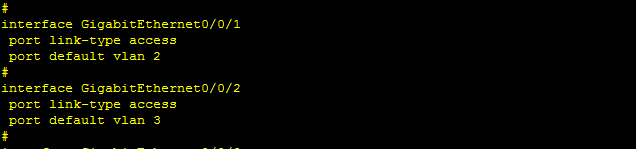 #
interface GigabitEthernet0/0/1
port link-type access
port default vlan 2
#
interface GigabitEthernet0/0/2
port link-type access
port default vlan 3
#